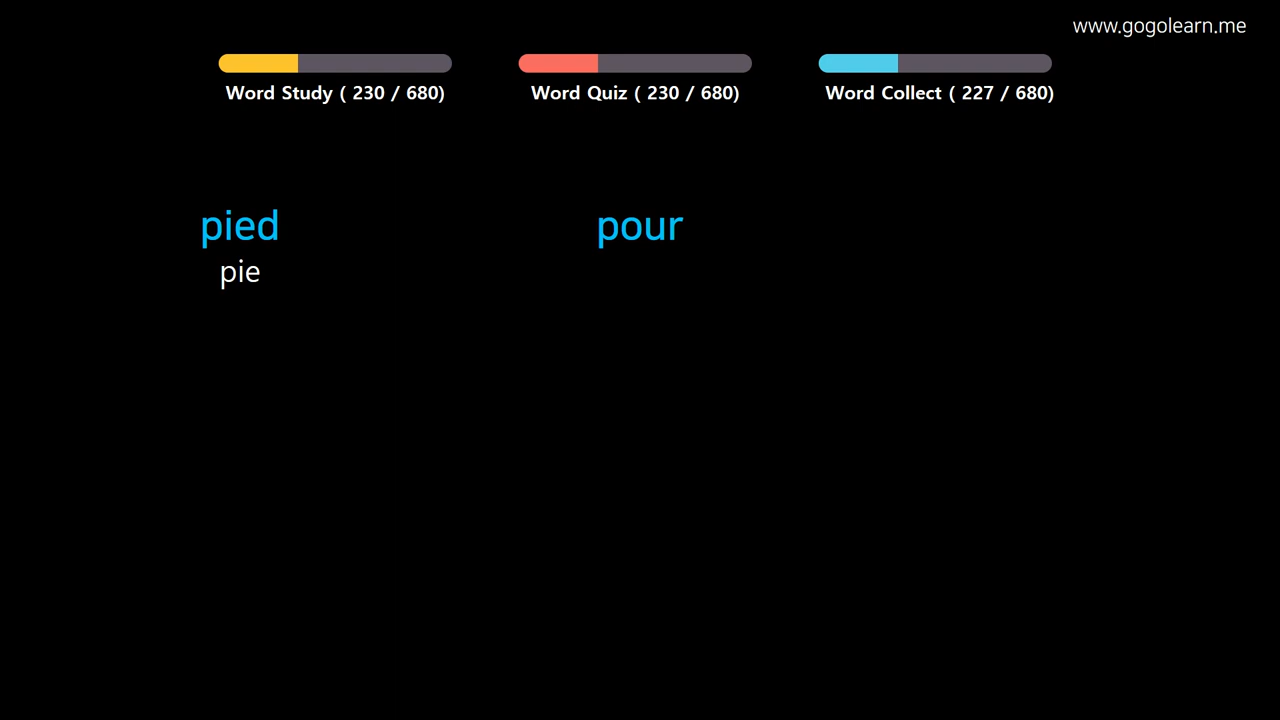 www.gogolearn.me
Word Study ( 230 / 680)
Word Quiz ( 230 / 680)
Word Collect ( 227 / 680)
pied
pour
pie